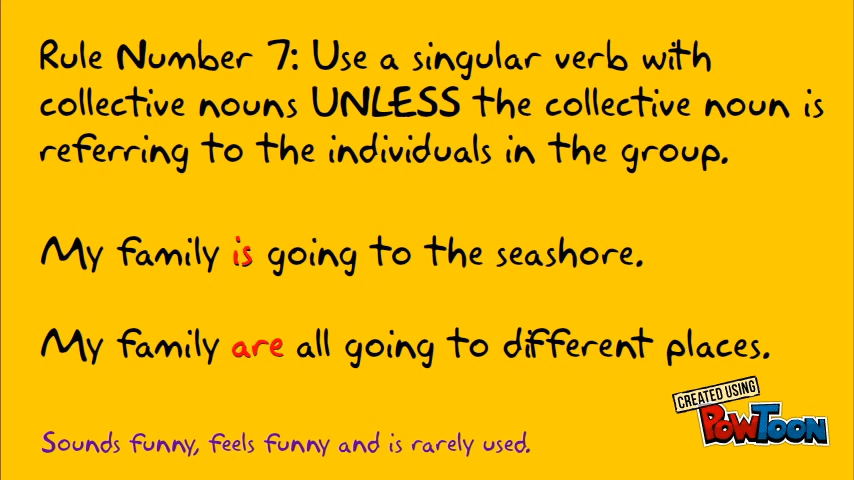 Rule Number 7: Use a singular verb with
collective nouns UNLESS the collective noun is
referring to the individuals in the group.
My family is going to the seashore.
My family are all going to different places.
CREATED USING
POWTOON
Sounds funny, feels funny and is rarely used.